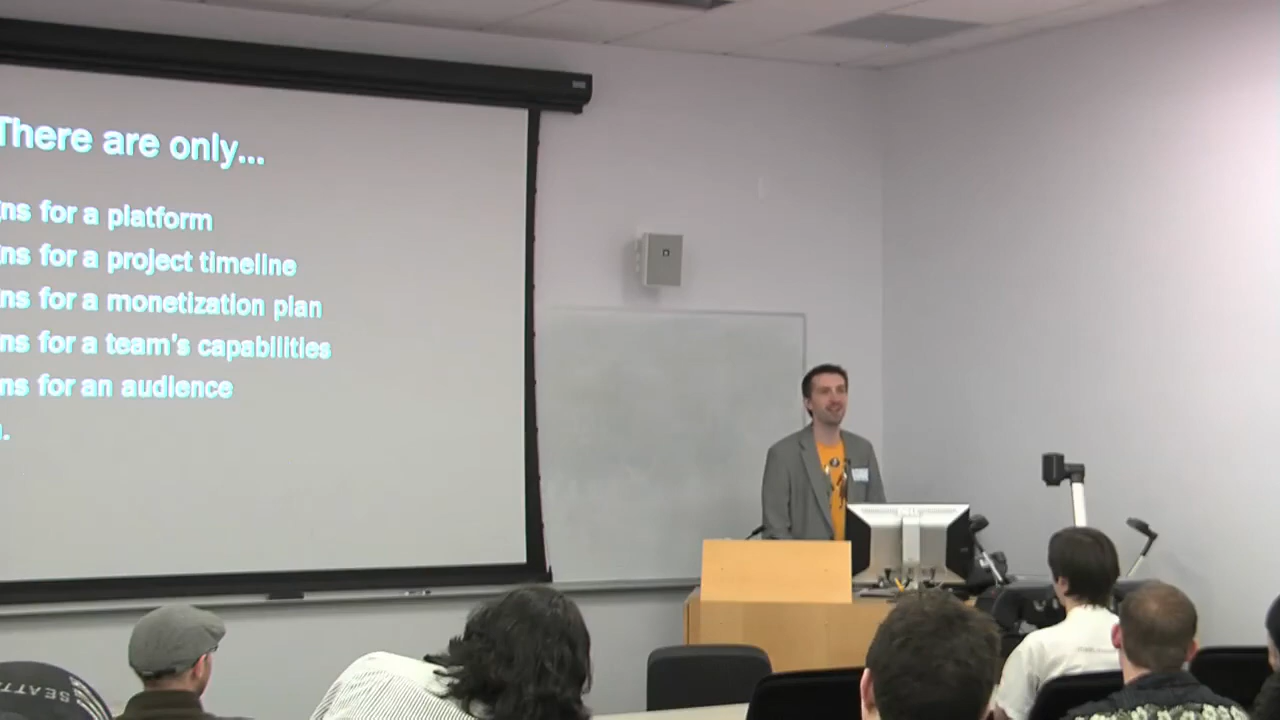 There are only...
ns for a platform
ns for a project timeline
ns for a monetization plan
ns for a team's capabilities
ns for an audience
SEATT